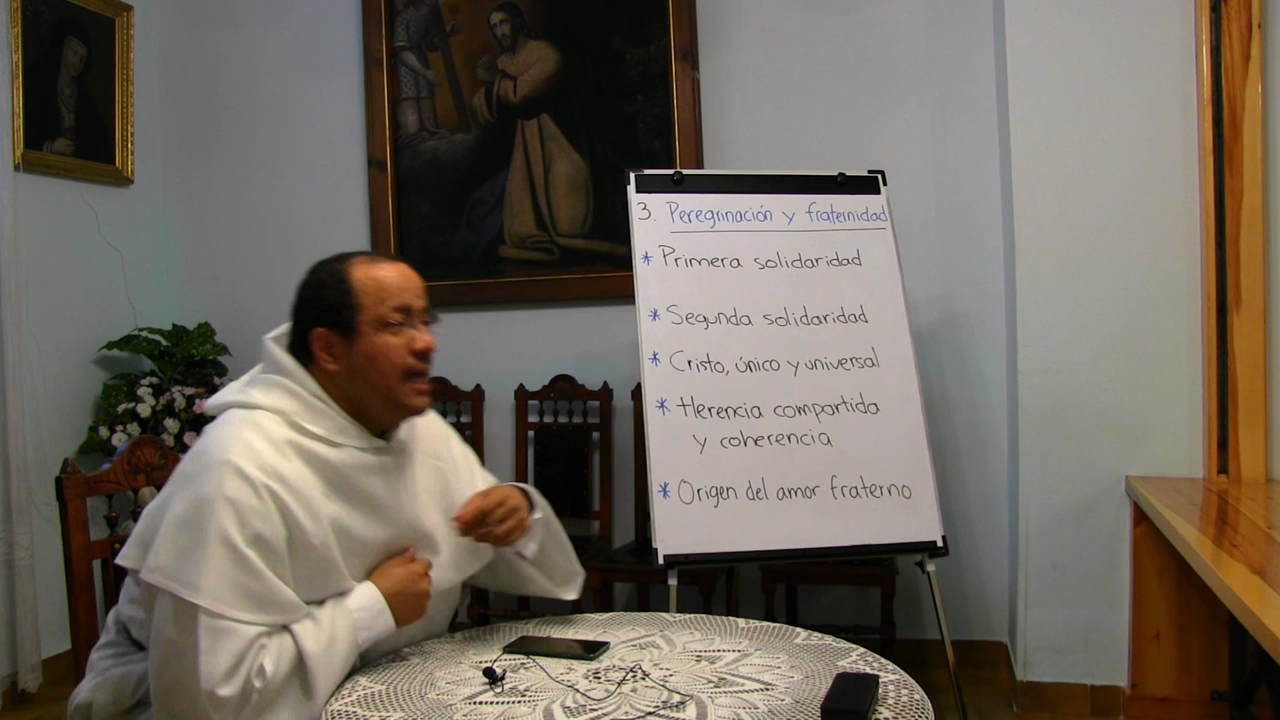 3. Peregrinación y fraternidad
* Primera solidaridad
* Segunda solidaridad
* Cristo, único y universal
* Herencia compartida
y coherencia
* Origen del amor fraterno